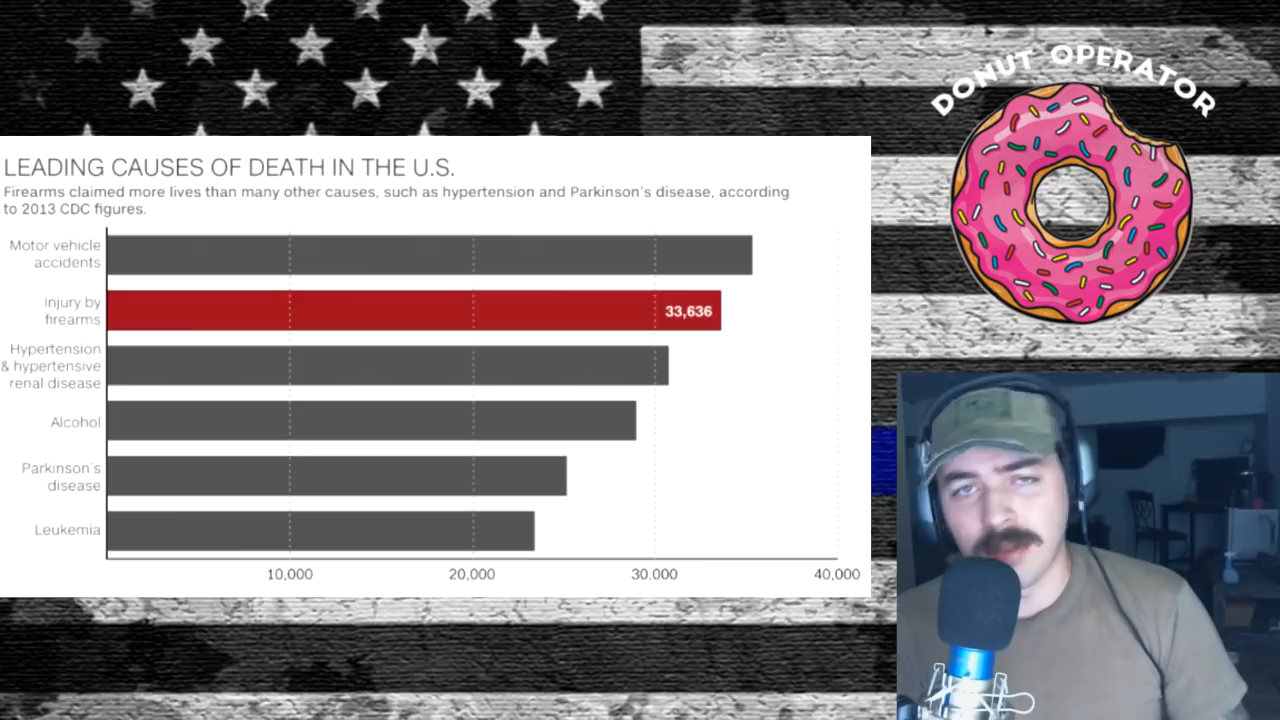 DONUT OPERATOR
LEADING CAUSES OF DEATH IN THE U.S.
Firearms claimed more lives than many other causes, such as hypertension and Parkinson's disease, according
to 2013 CDC figures.
Motor vehicle
accidents
Injury by
firearms
33,636
Hypertension
& hypertensive
renal disease
Alcohol
Parkinson's
disease
Leukemia
10,000
20,000
30,000
40,000